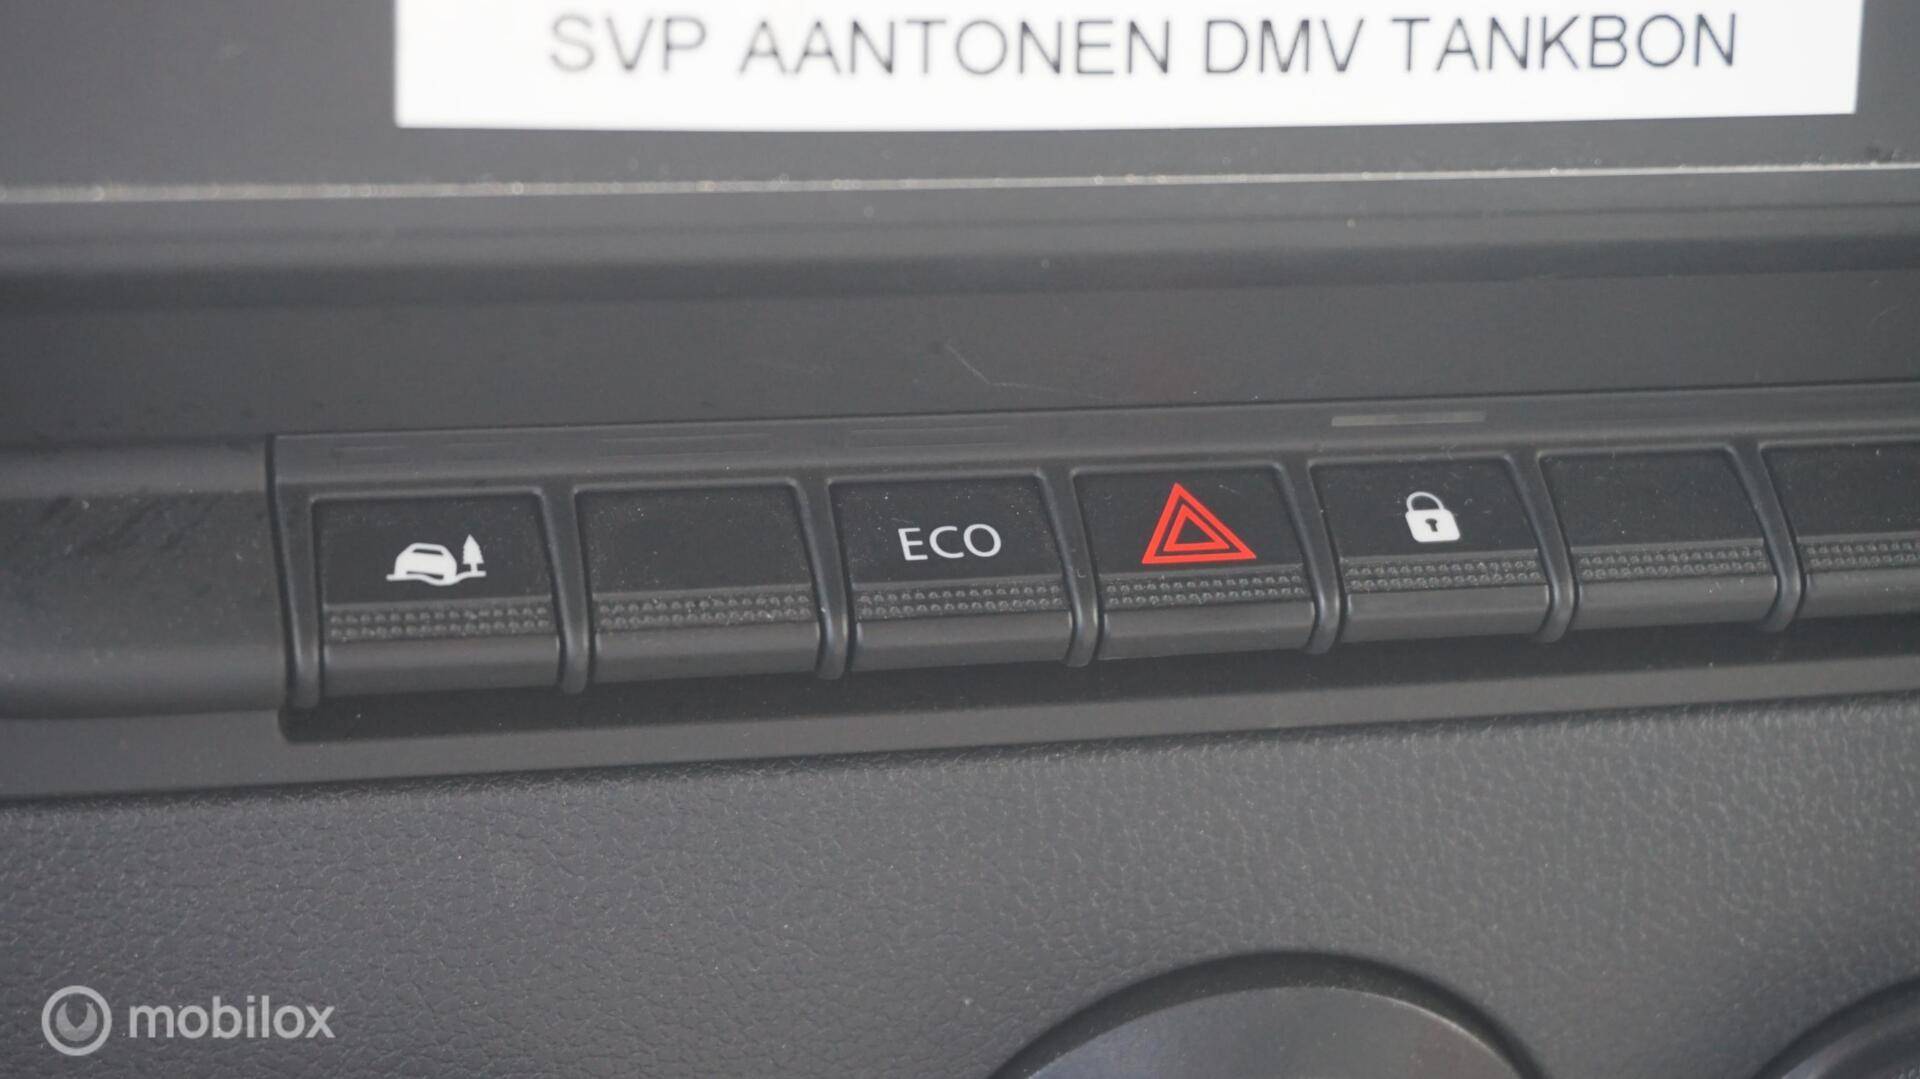 SVP AANTONEN DMV TANKBON
ECO
mobilox